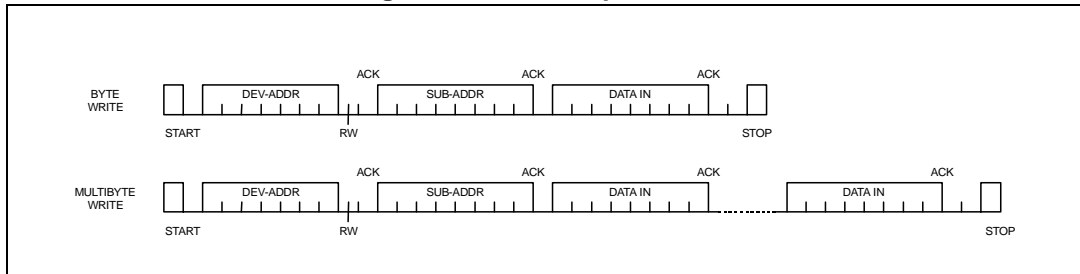 ACK ACK ACK
BYTE WRITE DEV-ADDR SUB-ADDR DATA IN
START RW STOP
ACK ACK ACK ACK
MULTIBYTE WRITE DEV-ADDR SUB-ADDR DATA IN DATA IN
START RW STOP